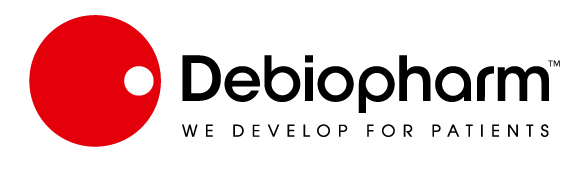 Debiopharm™
WE DEVELOP FOR PATIENTS